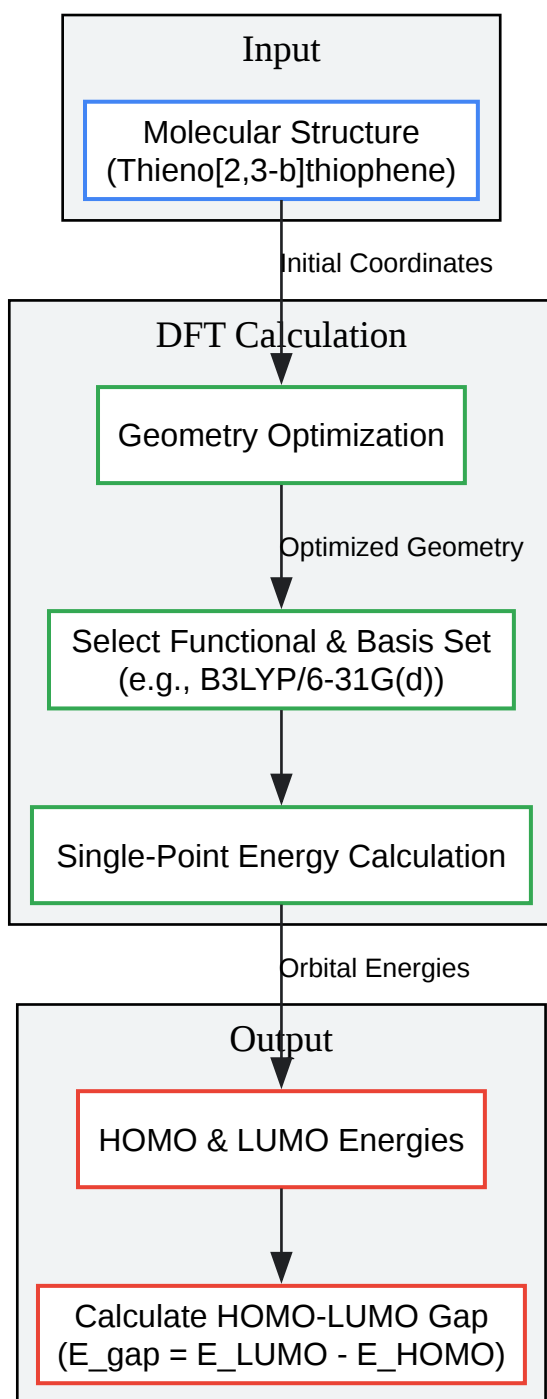 Input
Molecular Structure
(Thieno[2,3-b]thiophene)
Initial Coordinates
DFT Calculation
Geometry Optimization
Optimized Geometry
Select Functional & Basis Set
(e.g., B3LYP/6-31G(d))
Single-Point Energy Calculation
Orbital Energies
Output
HOMO & LUMO Energies
Calculate HOMO-LUMO Gap
(E_gap = E_LUMO - E_HOMO)